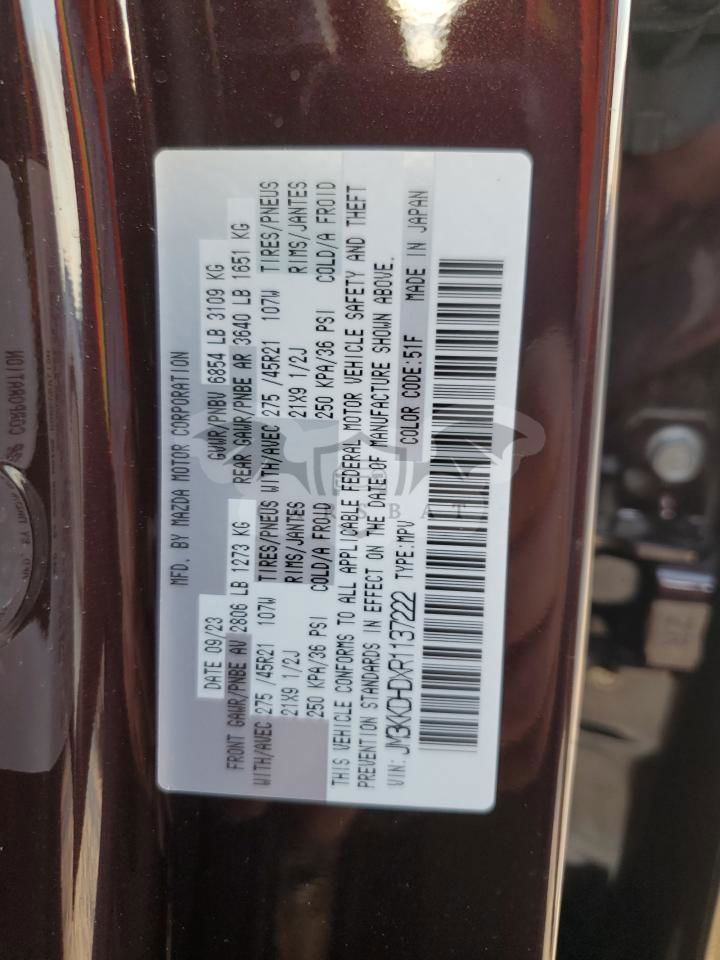 MFD. BY MAZDA MOTOR CORPORATION
DATE 09/23 GVWR/PNBV 6854 LB 3109 KG
FRONT GAWR/PNBE AV 2806 LB 1273 KG REAR GAWR/PNBE AR 3640 LB 1651 KG
WITH/AVEC 275 /45R21 107W TIRES/PNEUS WITH/AVEC 275 /45R21 107W TIRES/PNEUS
21X9 1/2J RIMS/JANTES 21X9 1/2J RIMS/JANTES
250 KPA/36 PSI COLD/A FROID 250 KPA/36 PSI COLD/A FROID
THIS VEHICLE CONFORMS TO ALL APPLICABLE FEDERAL MOTOR VEHICLE SAFETY AND THEFT
PREVENTION STANDARDS IN EFFECT ON THE DATE OF MANUFACTURE SHOWN ABOVE.
VIN: JM3KKDHDXR1137222 TYPE:MPV COLOR CODE:51F MADE IN JAPAN
CORPORATION